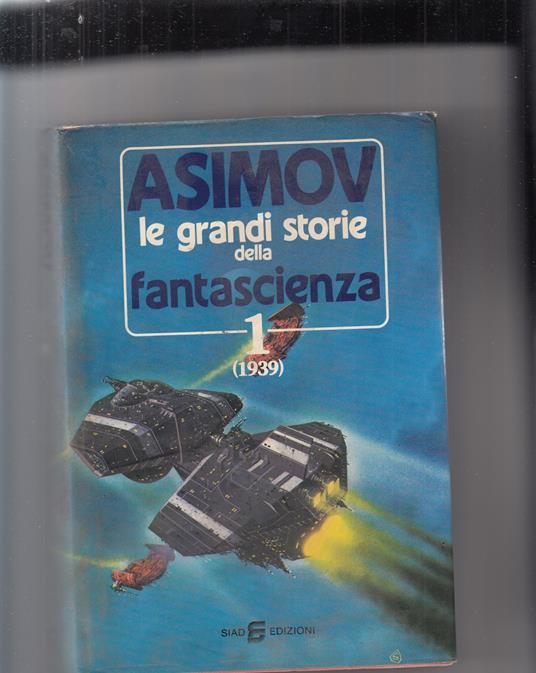 ASIMOV
le grandi storie
della
fantascienza
1
(1939)
SIAD EDIZIONI